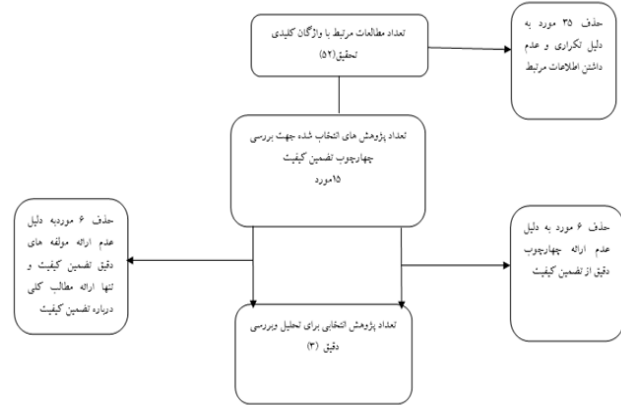 تعداد مطالعات مرتبط با واژگان کلیدی
تحقیق(۵۲)
حذف ۳۵ مورد به
دلیل تکراری و عدم
داشتن اطلاعات مرتبط
تعداد پژوهش های انتخاب شده جهت بررسی
چهارچوب تضمین کیفیت
۱۵مورد
حذف ۶ مورد به دلیل
عدم ارائه چهارچوب
دقیق از تضمین کیفیت
حذف ۶ موردبه دلیل
عدم ارائه مولفه های
دقیق تضمین کیفیت و
تنها ارائه مطالب کلی
درباره تضمین کیفیت
تعداد پژوهش انتخابی برای تحلیل وبررسی
دقیق (۳)